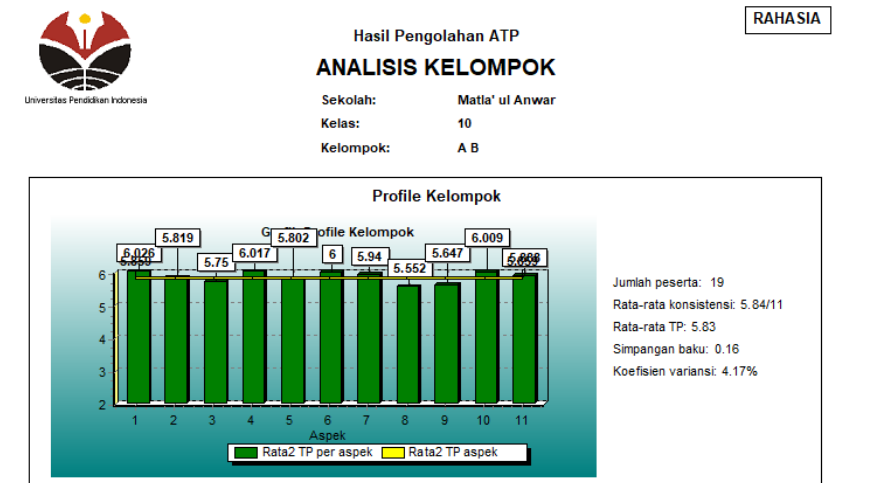 RAHASIA
Universitas Pendidikan Indonesia
Hasil Pengolahan ATP
ANALISIS KELOMPOK
Sekolah: Matla' ul Anwar
Kelas: 10
Kelompok: A B
Profile Kelompok
Profile Kelompok
6.026
5.819
5.75
6.017
5.802
6
5.94
5.552
5.647
6.009
6
5
4
3
2
1 2 3 4 5 6 7 8 9 10 11
Aspek
Rata2 TP per aspek Rata2 TP aspek
Jumlah peserta: 19
Rata-rata konsistensi: 5.84/11
Rata-rata TP: 5.83
Simpangan baku: 0.16
Koefisien variansi: 4.17%